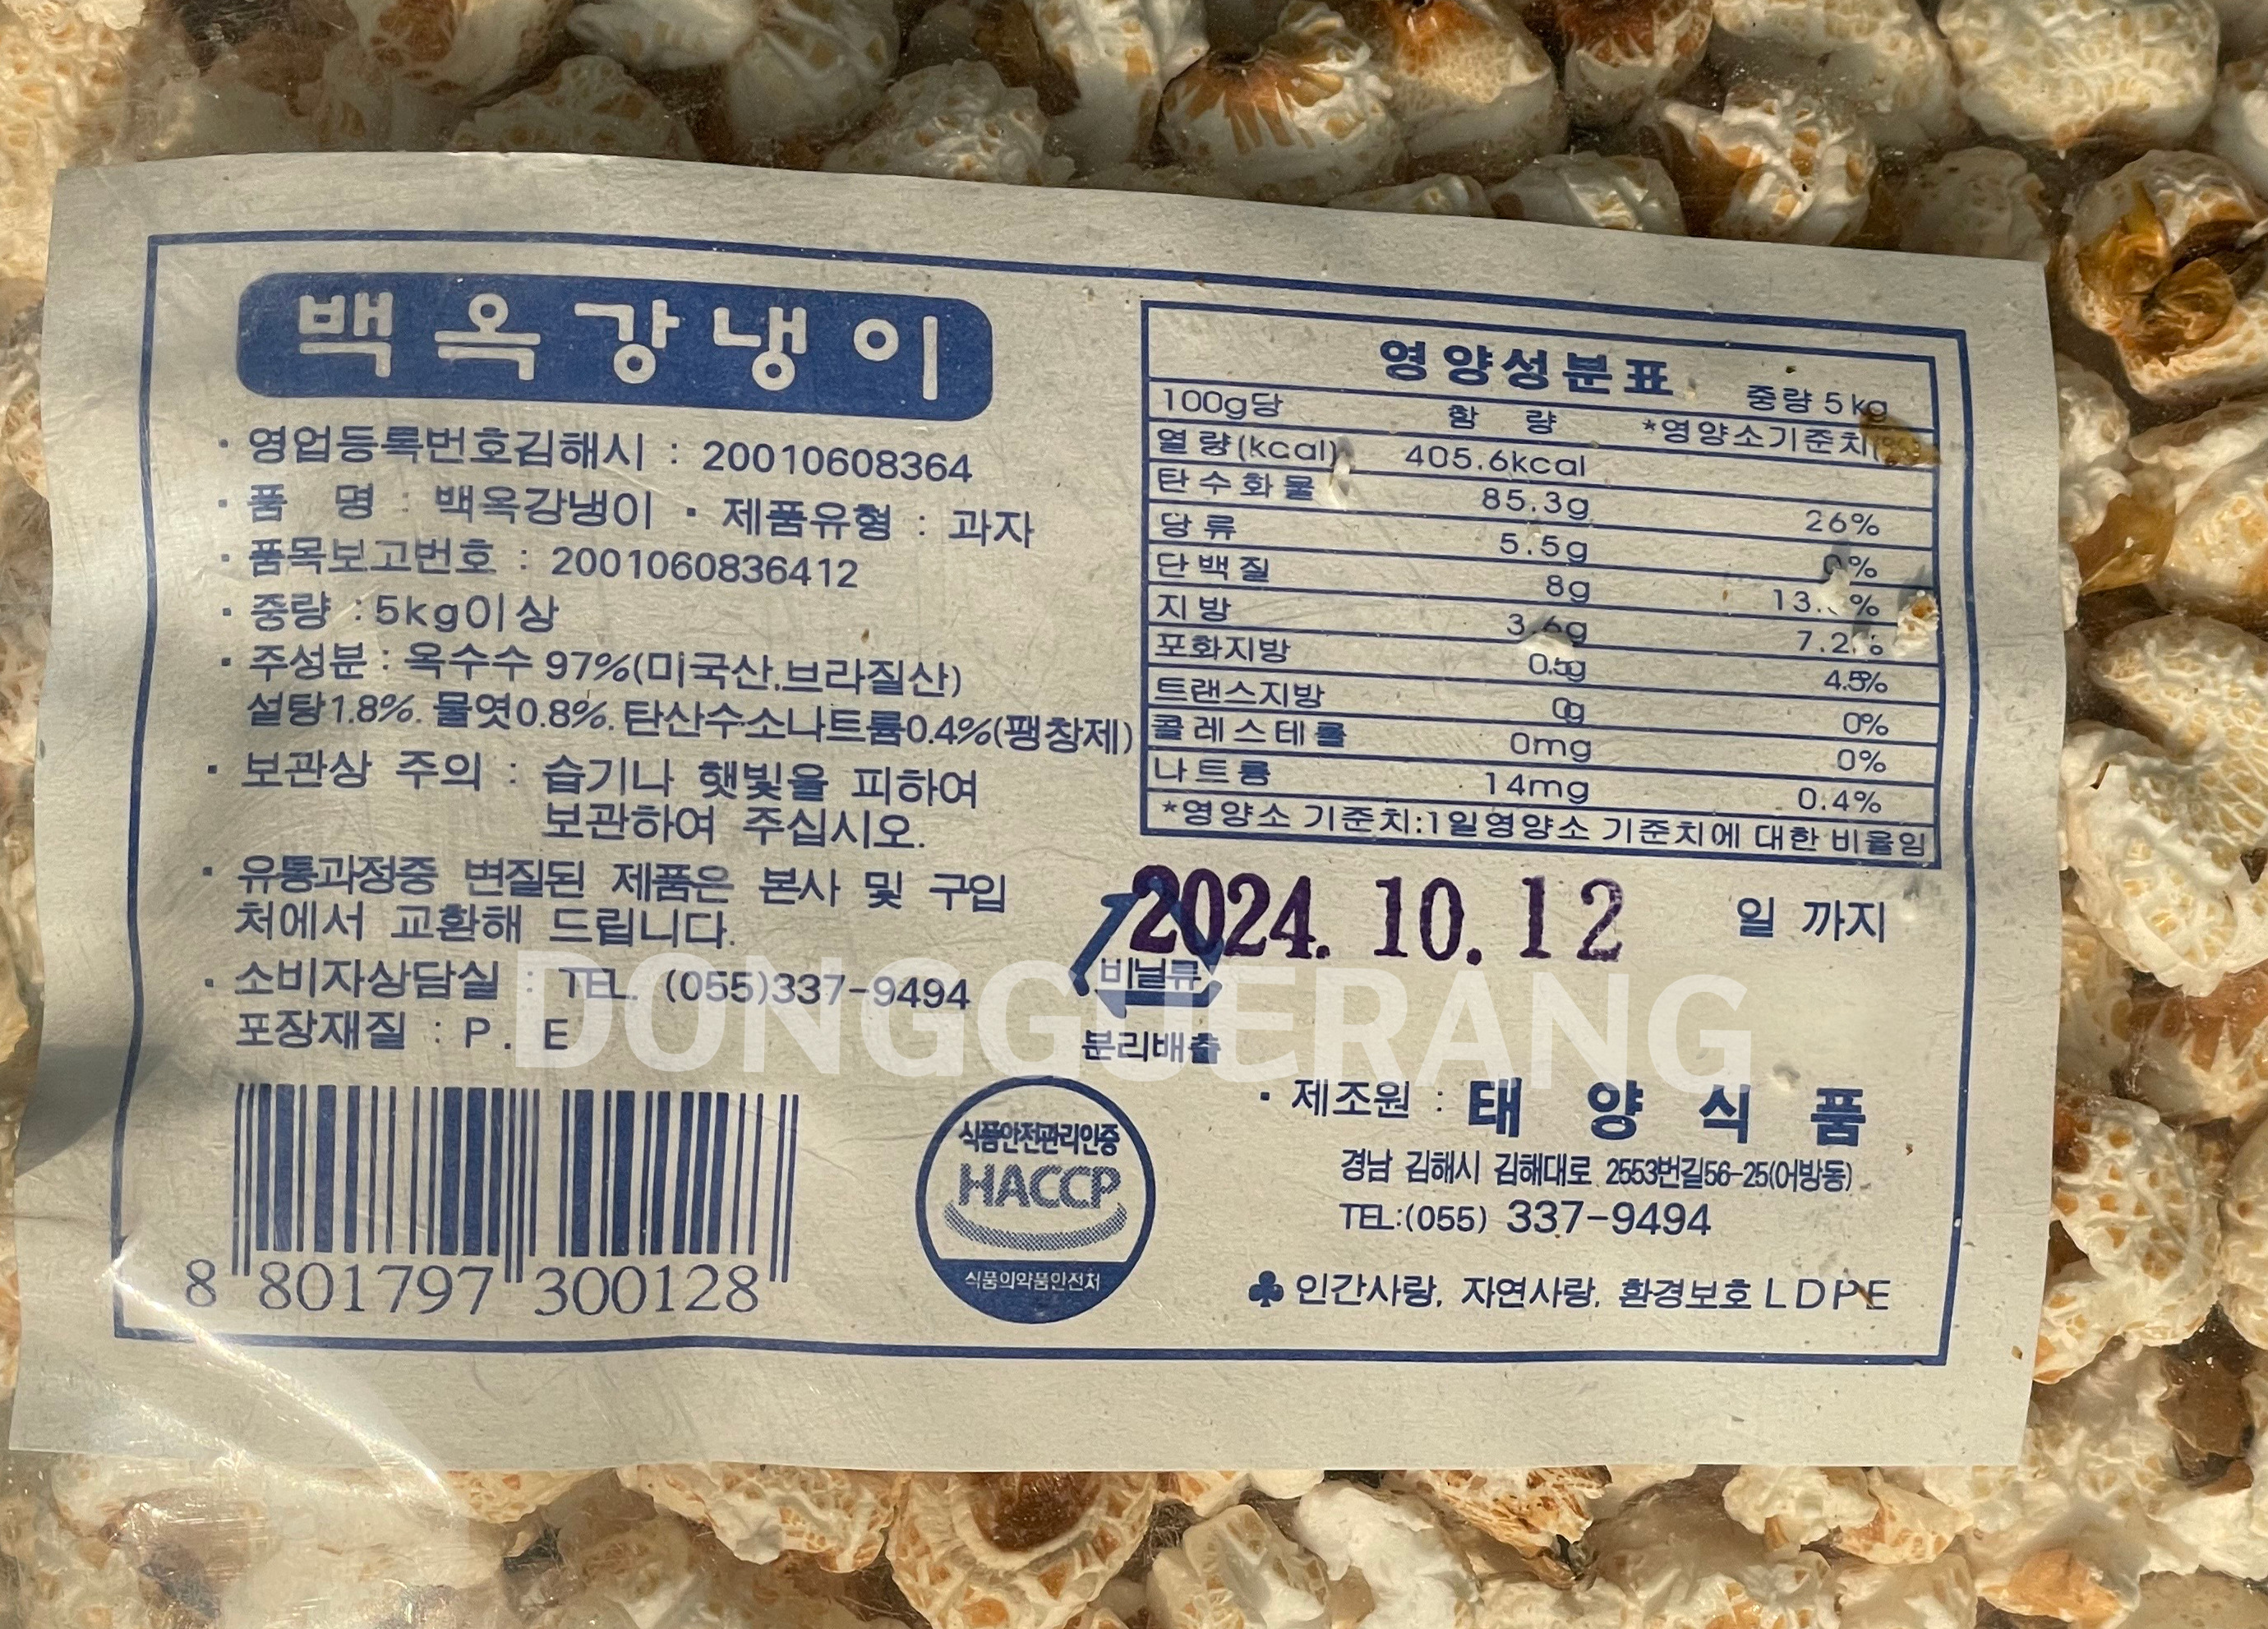 백옥강냉이
· 영업등록번호김해시 : 20010608364
· 품 명 : 백옥강냉이 · 제품유형 : 과자
· 품목보고번호 : 2001060836412
· 중량 : 5kg이상
· 주성분 : 옥수수 97%(미국산.브라질산)
설탕1.8%. 물엿0.8%. 탄산수소나트륨0.4%(팽창제)
· 보관상 주의 : 습기나 햇빛을 피하여
보관하여 주십시오.
· 유통과정중 변질된 제품은 본사 및 구입
처에서 교환해 드립니다.
· 소비자상담실 : TEL. (055)337-9494
포장재질 : P. E
8 801797 300128
영양성분표 중량 5kg
100g당 함 량 *영양소기준치
열량(kcal) 405.6kcal
탄수화물 85.3g 26%
당류 5.5g %
단백질 8g 13. %
지방 3.6g 7.2
포화지방 0.5g 4.5%
트랜스지방 0g 0%
콜레스테롤 0mg 0%
나트륨 14mg 0.4%
*영양소 기준치:1일영양소 기준치에 대한 비율임
2024. 10. 12 일 까지
비닐류
분리배출
DONGGUERANG
식품안전관리인증
HACCP
식품의약품안전처
· 제조원 : 태양식품
경남 김해시 김해대로 2553번길56-25(어방동)
TEL:(055) 337-9494
♣ 인간사랑, 자연사랑, 환경보호 LDPE